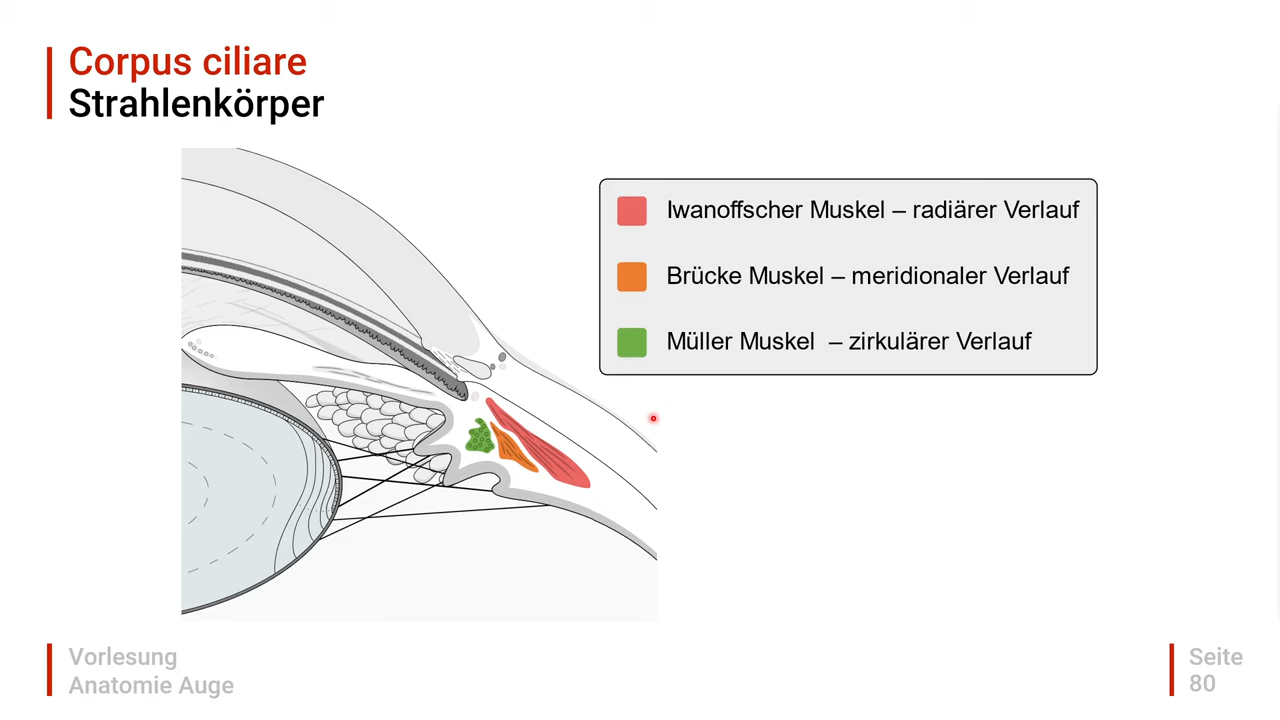 Corpus ciliare
Strahlenkörper
Iwanoffscher Muskel – radiärer Verlauf
Brücke Muskel – meridionaler Verlauf
Müller Muskel – zirkulärer Verlauf
Vorlesung
Anatomie Auge
Seite
80